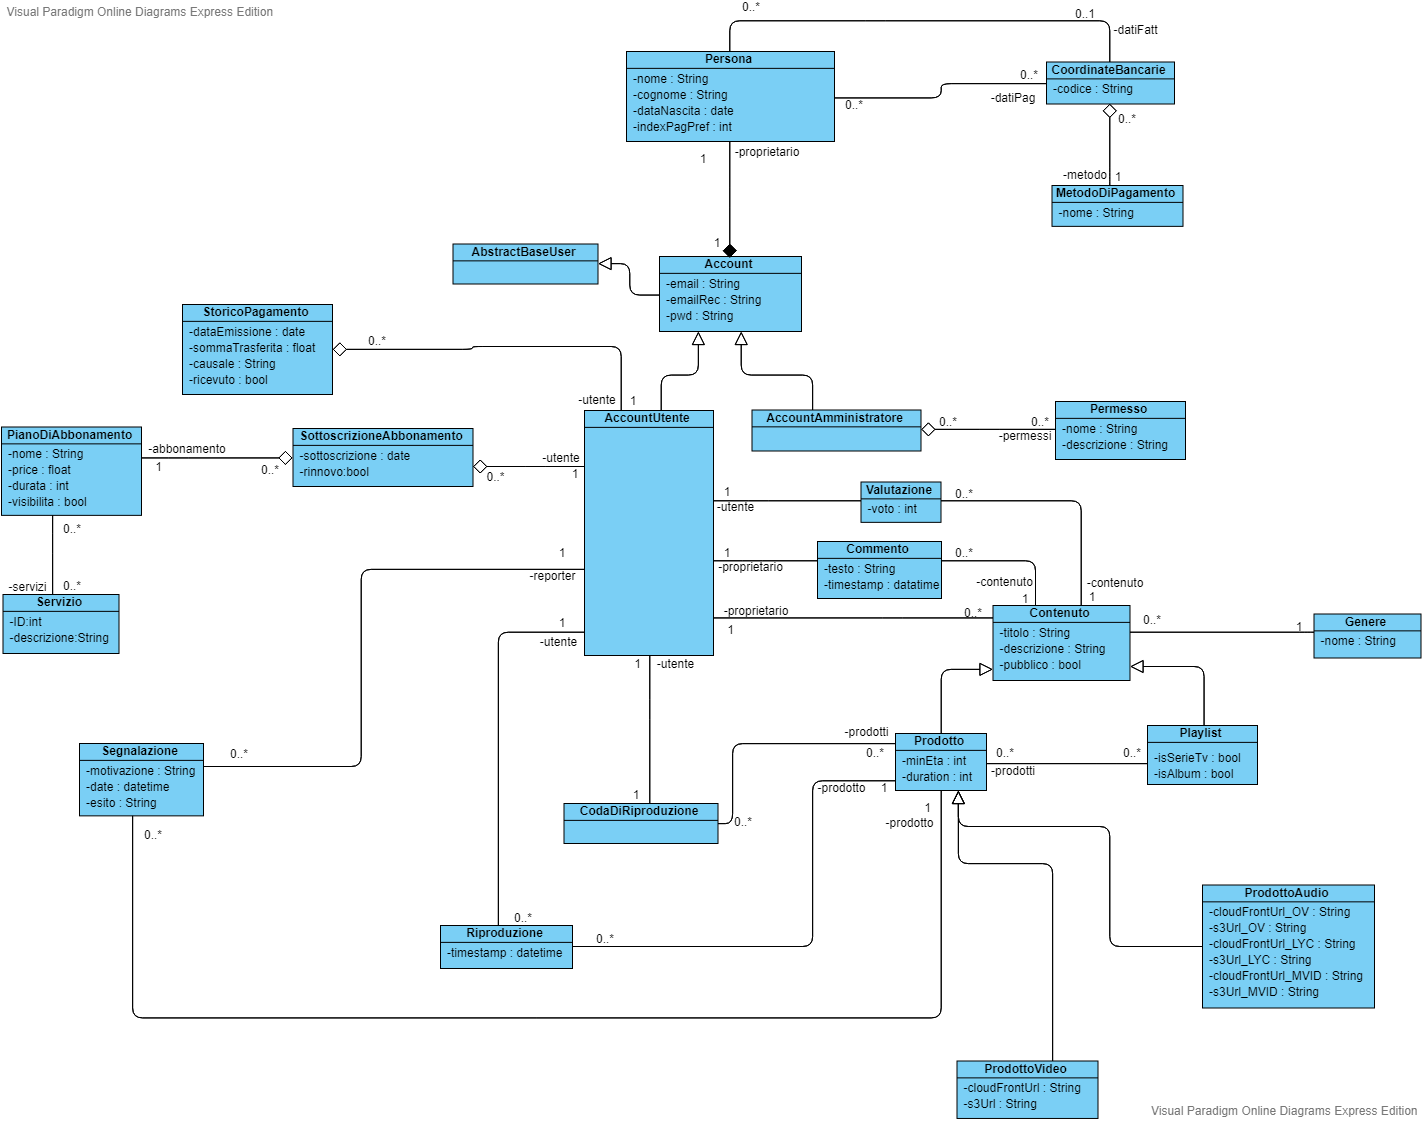 Visual Paradigm Online Diagrams Express Edition
0..*
0..1
-datiFatt
Persona
-nome : String
-cognome : String
-dataNascita : date
-indexPagPref : int
CoordinateBancarie
-codice : String
0..*
0..*
-datiPag
0..*
-proprietario
1
-metodo
1
MetodoDiPagamento
-nome : String
1
AbstractBaseUser
Account
-email : String
-emailRec : String
-pwd : String
StoricoPagamento
-dataEmissione : date
-sommaTrasferita : float
-causale : String
-ricevuto : bool
0..*
-utente
1
AccountUtente
AccountAmministratore
0..*
0..*
-permessi
Permesso
-nome : String
-descrizione : String
PianoDiAbbonamento
-nome : String
-price : float
-durata : int
-visibilita : bool
-abbonamento
1
0..*
SottoscrizioneAbbonamento
-sottoscrizione : date
-rinnovo:bool
0..*
-utente
1
1
-utente
Valutazione
-voto : int
0..*
0..*
-servizi
0..*
Servizio
-ID:int
-descrizione:String
1
-reporter
1
-proprietario
Commento
-testo : String
-timestamp : datatime
0..*
-contenuto
1
-contenuto
1
-proprietario
1
0..*
Contenuto
-titolo : String
-descrizione : String
-pubblico : bool
0..*
1
Genere
-nome : String
1
-utente
1
-utente
Segnalazione
-motivazione : String
-date : datetime
-esito : String
0..*
0..*
-prodotti
0..*
Prodotto
-minEta : int
-duration : int
0..*
-prodotti
0..*
Playlist
-isSerieTv : bool
-isAlbum : bool
1
CodaDiRiproduzione
0..*
-prodotto
1
1
-prodotto
0..*
Riproduzione
-timestamp : datetime
0..*
ProdottoAudio
-cloudFrontUrl_OV : String
-s3Url_OV : String
-cloudFrontUrl_LYC : String
-s3Url_LYC : String
-cloudFrontUrl_MVID : String
-s3Url_MVID : String
ProdottoVideo
-cloudFrontUrl : String
-s3Url : String
Visual Paradigm Online Diagrams Express Edition